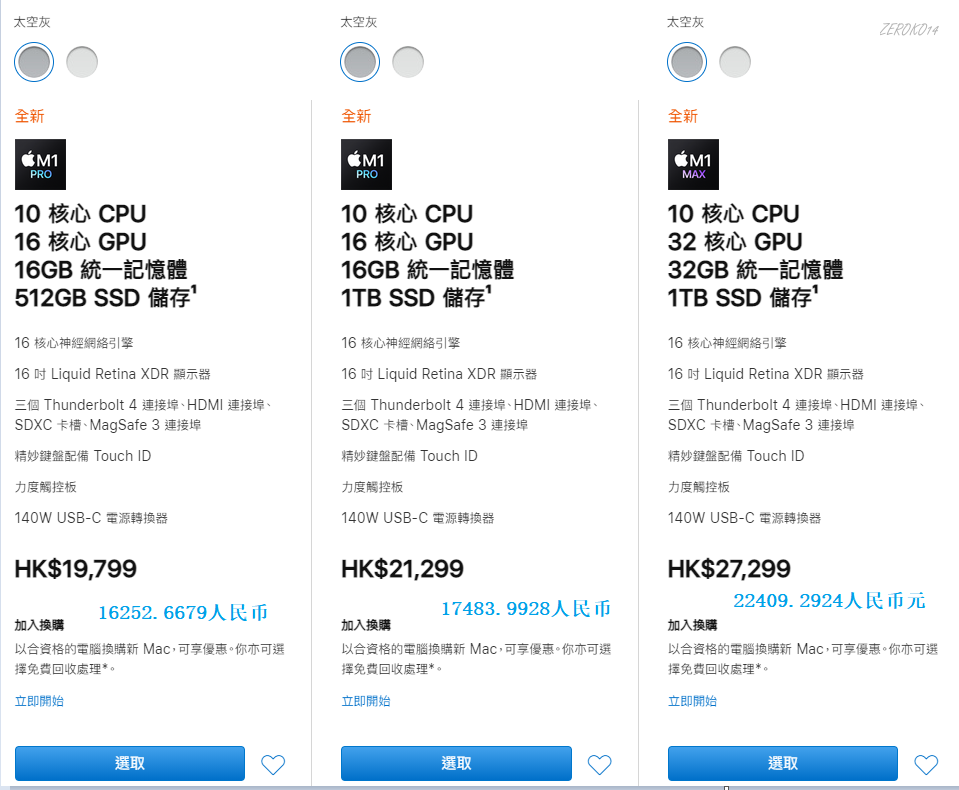 太空灰
ZEROKO14
全新
M1
PRO
10 核心 CPU
16 核心 GPU
16GB 統一記憶體
512GB SSD 儲存¹
16 核心神經網絡引擎
16 吋 Liquid Retina XDR 顯示器
三個 Thunderbolt 4 連接埠、HDMI 連接埠、
SDXC 卡槽、MagSafe 3 連接埠
精妙鍵盤配備 Touch ID
力度觸控板
140W USB-C 電源轉換器
HK$19,799
16252.6679人民币
加入換購
以合資格的電腦換購新 Mac，可享優惠。你亦可選
擇免費回收處理*。
立即開始
選取
太空灰
全新
M1
PRO
10 核心 CPU
16 核心 GPU
16GB 統一記憶體
1TB SSD 儲存¹
16 核心神經網絡引擎
16 吋 Liquid Retina XDR 顯示器
三個 Thunderbolt 4 連接埠、HDMI 連接埠、
SDXC 卡槽、MagSafe 3 連接埠
精妙鍵盤配備 Touch ID
力度觸控板
140W USB-C 電源轉換器
HK$21,299
17483.9928人民币
加入換購
以合資格的電腦換購新 Mac，可享優惠。你亦可選
擇免費回收處理*。
立即開始
選取
太空灰
全新
M1
MAX
10 核心 CPU
32 核心 GPU
32GB 統一記憶體
1TB SSD 儲存¹
16 核心神經網絡引擎
16 吋 Liquid Retina XDR 顯示器
三個 Thunderbolt 4 連接埠、HDMI 連接埠、
SDXC 卡槽、MagSafe 3 連接埠
精妙鍵盤配備 Touch ID
力度觸控板
140W USB-C 電源轉換器
HK$27,299
22409.2924人民币元
加入換購
以合資格的電腦換購新 Mac，可享優惠。你亦可選
擇免費回收處理*。
立即開始
選取